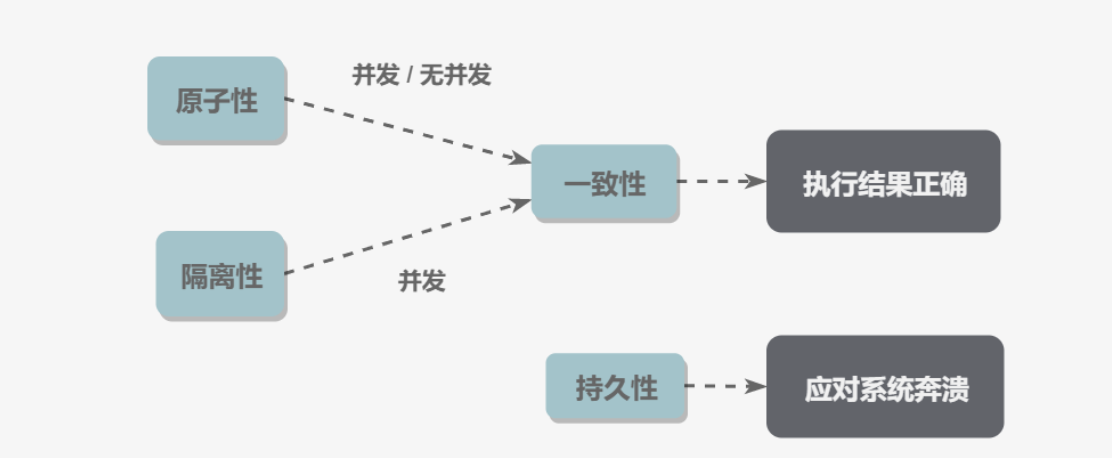 并发 / 无并发
原子性
一致性
执行结果正确
隔离性
并发
持久性
应对系统奔溃